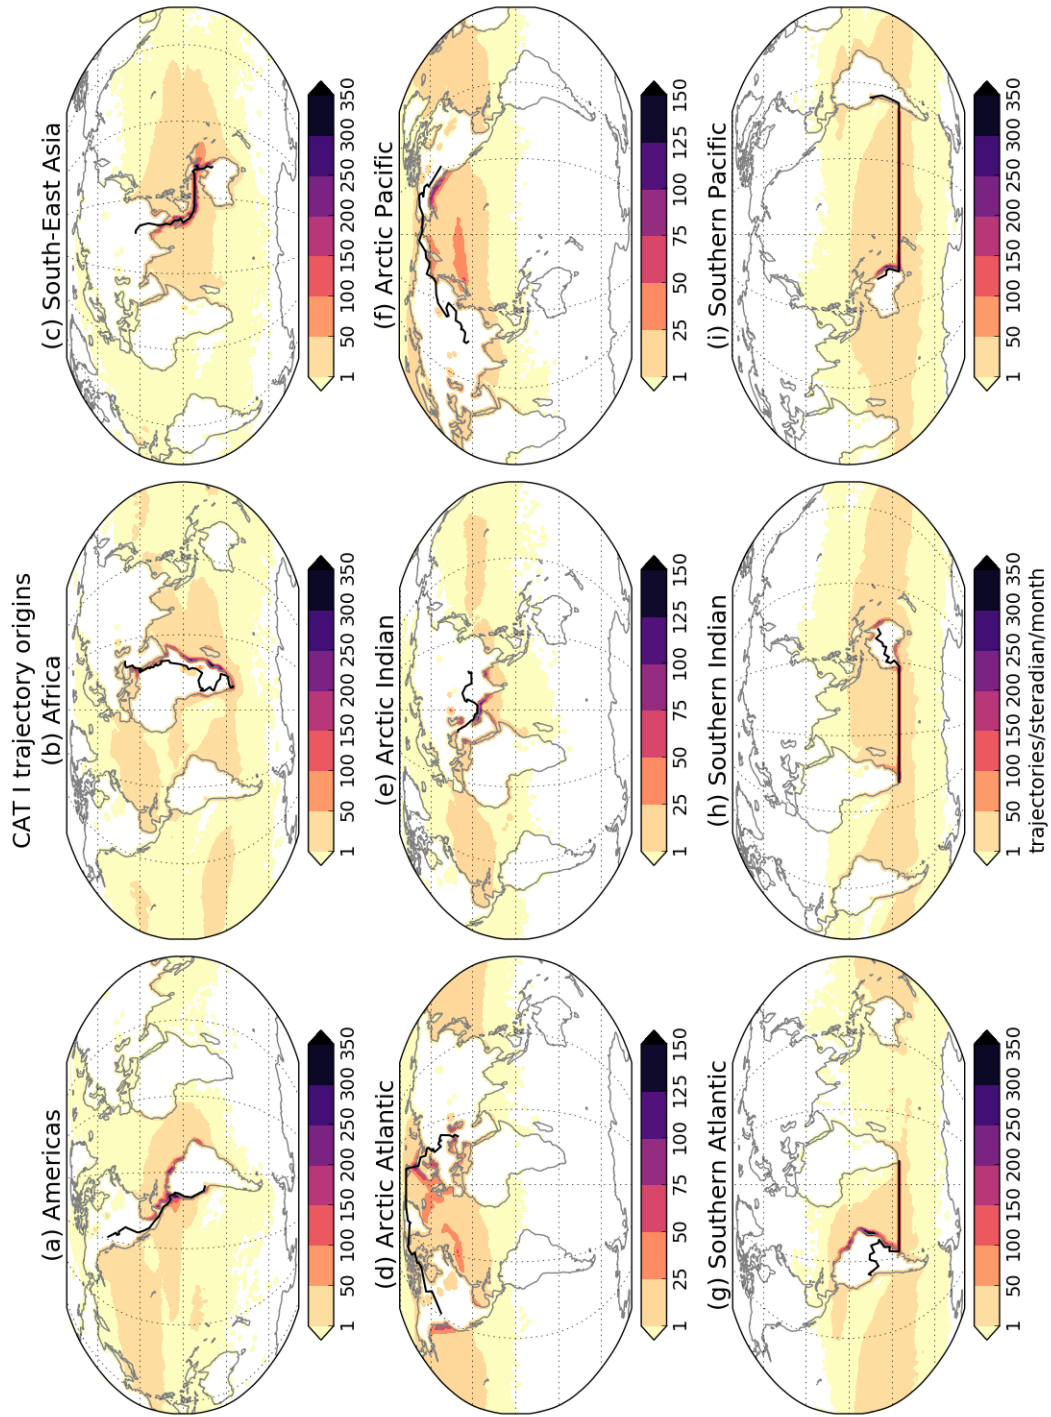 CAT I trajectory origins
(a) Americas
(b) Africa
(c) South-East Asia
1 50 100 150 200 250 300 350
1 50 100 150 200 250 300 350
1 50 100 150 200 250 300 350
(d) Arctic Atlantic
(e) Arctic Indian
(f) Arctic Pacific
1 25 50 75 100 125 150
1 25 50 75 100 125 150
1 25 50 75 100 125 150
(g) Southern Atlantic
(h) Southern Indian
(i) Southern Pacific
1 50 100 150 200 250 300 350
1 50 100 150 200 250 300 350
1 50 100 150 200 250 300 350
trajectories/steradian/month